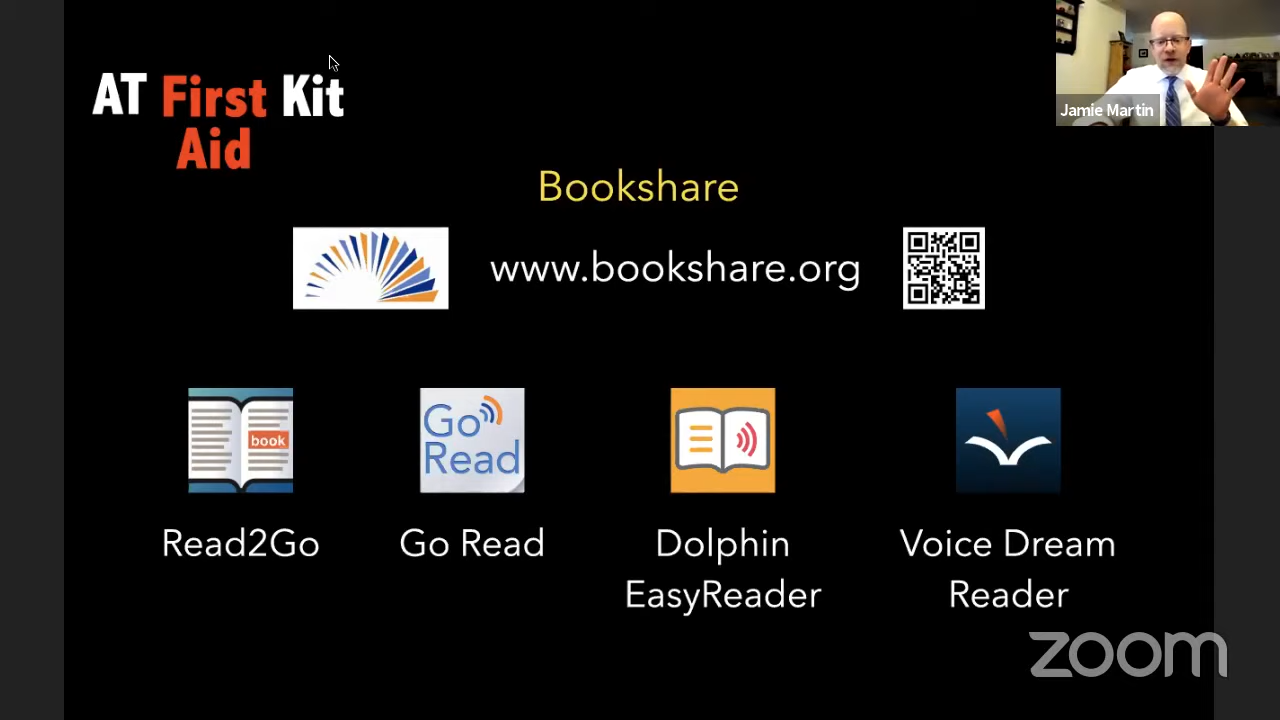 AT First Kit
Aid
Jamie Martin
Bookshare
www.bookshare.org
book
Go
Read
Read2Go
Go Read
Dolphin
EasyReader
Voice Dream
Reader
zoom